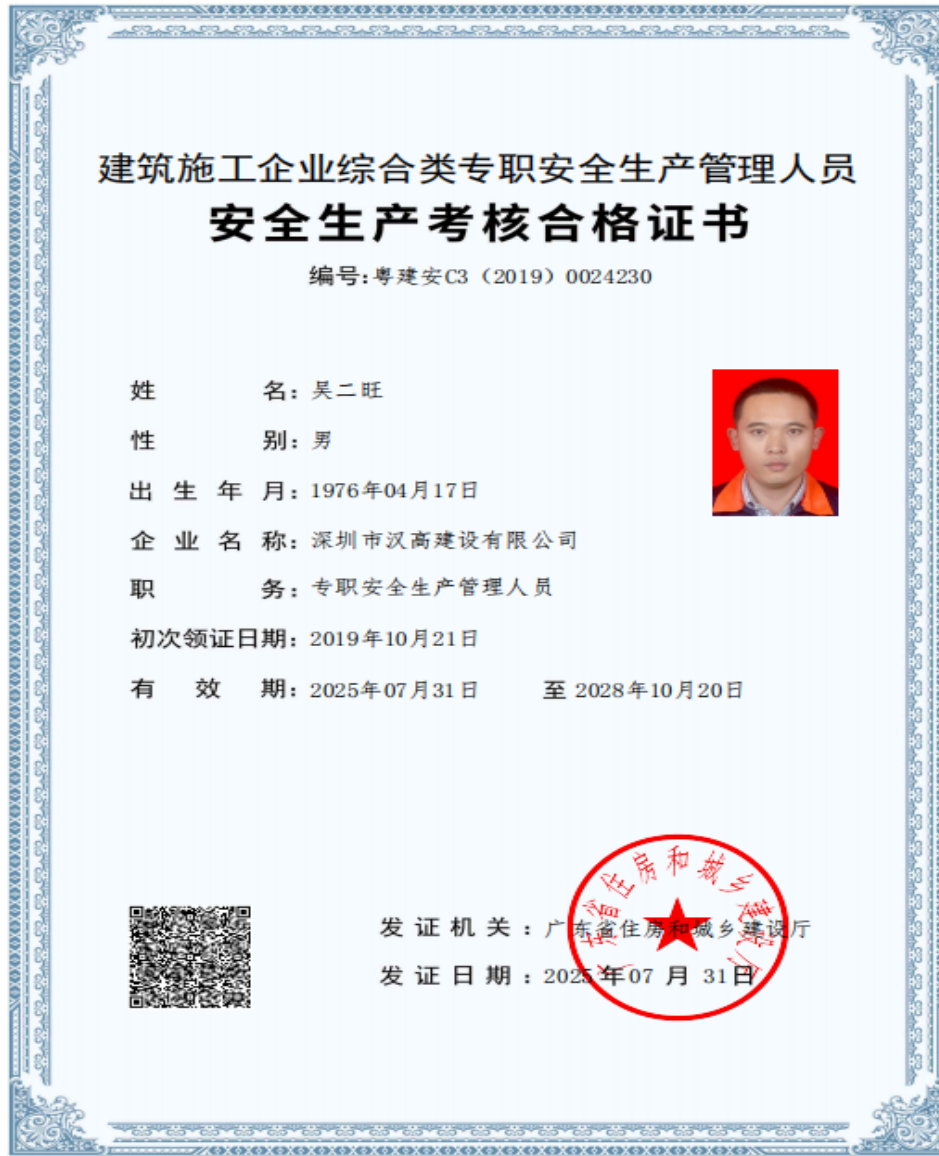 建筑施工企业综合类专职安全生产管理人员
安全生产考核合格证书
编号:粤建安C3（2019）0024230
姓名：吴二旺
性别：男
出生年月：1976年04月17日
企业名称：深圳市汉高建设有限公司
职务：专职安全生产管理人员
初次领证日期：2019年10月21日
有效期：2025年07月31日 至 2028年10月20日
广东省住房和城乡建设厅
发证机关：广东省住房和城乡建设厅
发证日期：2025年07月31日